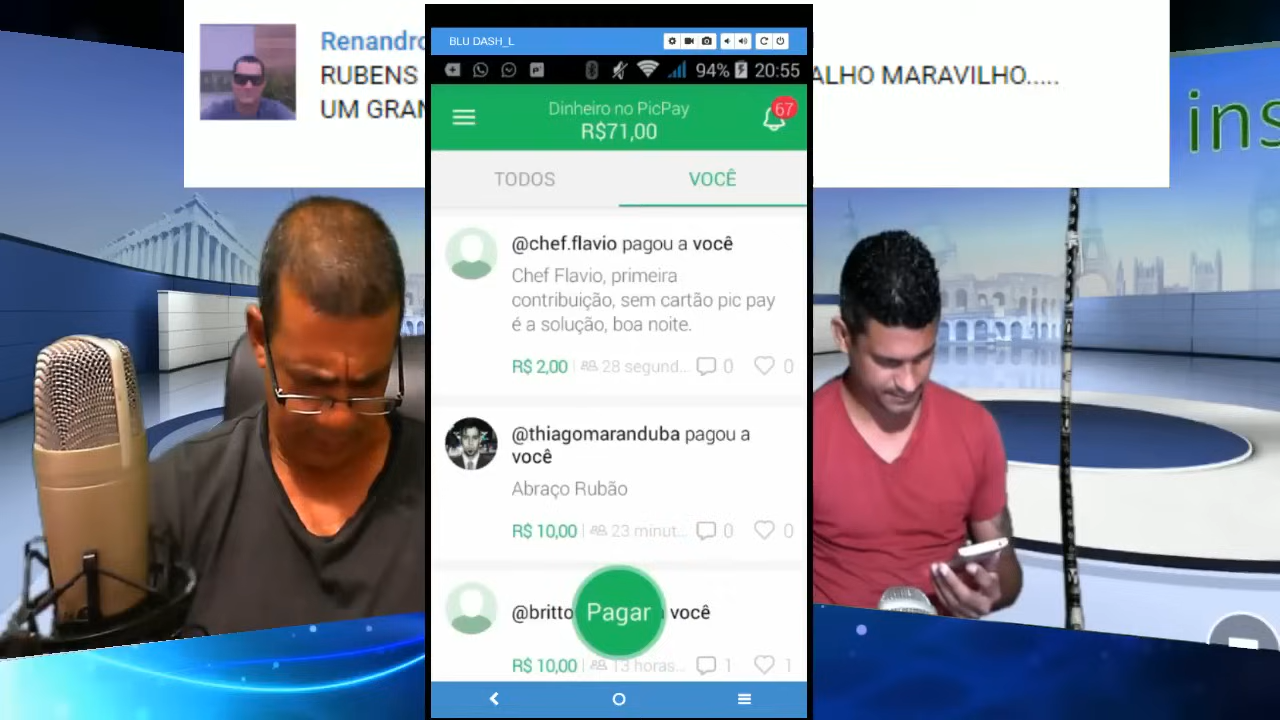 Renandro
RUBENS
ALHO MARAVILHO.....
UM GRAN
ins
BLU DASH_L
94% 20:55
Dinheiro no PicPay
R$71,00
67
TODOS
VOCÊ
@chef.flavio pagou a você
Chef Flavio, primeira
contribuição, sem cartão pic pay
é a solução, boa noite.
R$ 2,00 28 segund... 0 0
@thiagomaranduba pagou a
você
Abraço Rubão
R$ 10,00 23 minut... 0 0
@britto
Pagar
você
R$ 10,00 13 horas... 1 1